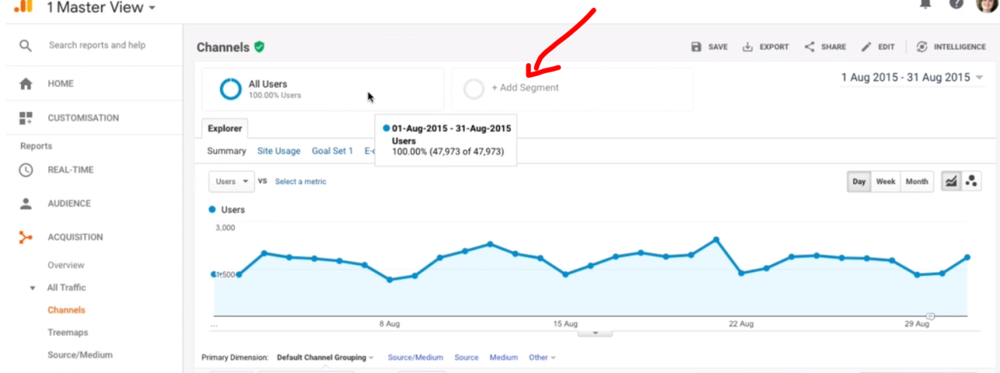 1 Master View
Search reports and help
HOME
CUSTOMISATION
Reports
REAL-TIME
AUDIENCE
ACQUISITION
Overview
All Traffic
Channels
Treemaps
Source/Medium
Channels
SAVE
EXPORT
SHARE
EDIT
INTELLIGENCE
All Users
100.00% Users
+ Add Segment
1 Aug 2015 - 31 Aug 2015
Explorer
01-Aug-2015 - 31-Aug-2015
Users
100.00% (47,973 of 47,973)
Summary Site Usage Goal Set 1
Users VS Select a metric
Day Week Month
Users
3,000
1,500
... 8 Aug 15 Aug 22 Aug 29 Aug
Primary Dimension: Default Channel Grouping Source/Medium Source Medium Other